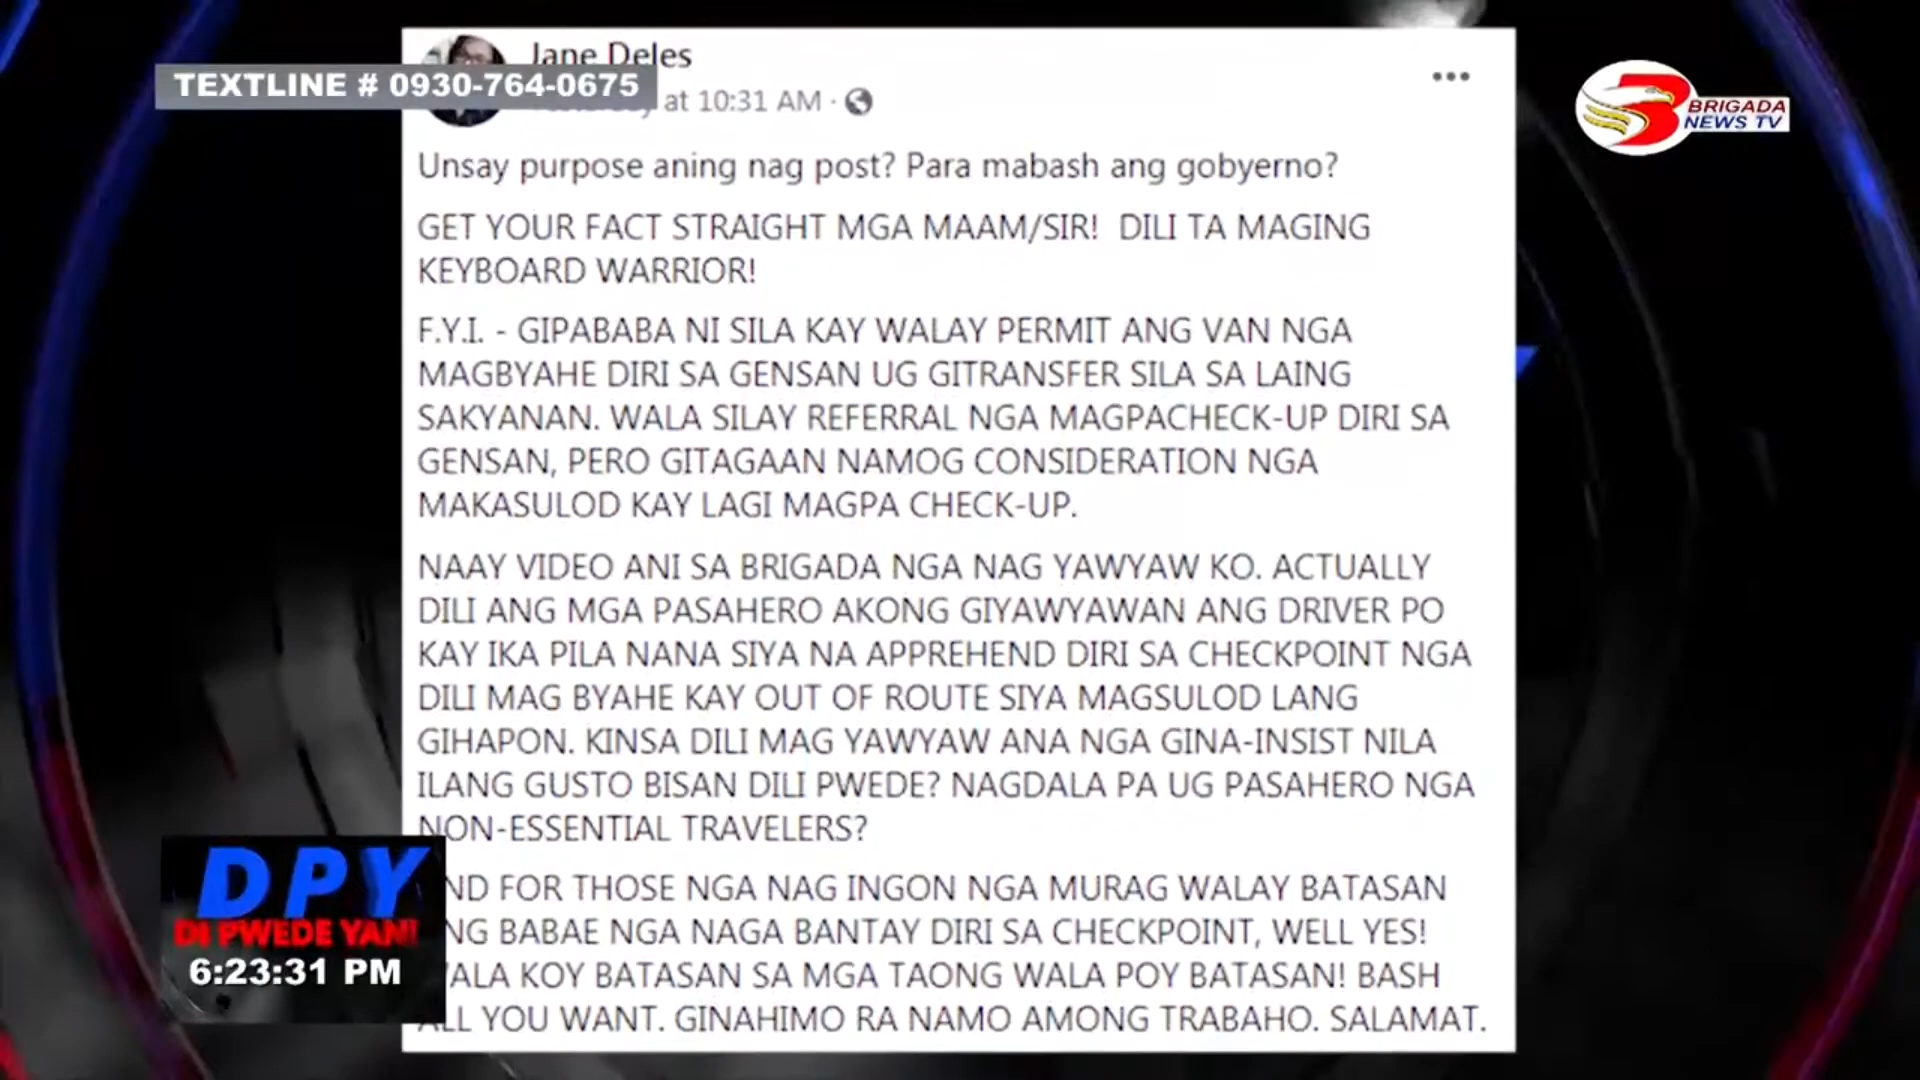 Jane Deles
TEXTLINE # 0930-764-0675
at 10:31 AM
BRIGADA
NEWS TV
Unsay purpose aning nag post? Para mabash ang gobyerno?
GET YOUR FACT STRAIGHT MGA MAAM/SIR! DILI TA MAGING
KEYBOARD WARRIOR!
F.Y.I. - GIPABABA NI SILA KAY WALAY PERMIT ANG VAN NGA
MAGBYAHE DIRI SA GENSAN UG GITRANSFER SILA SA LAING
SAKYANAN. WALA SILAY REFERRAL NGA MAGPACHECK-UP DIRI SA
GENSAN, PERO GITAGAAN NAMOG CONSIDERATION NGA
MAKASULOD KAY LAGI MAGPA CHECK-UP.
NAAY VIDEO ANI SA BRIGADA NGA NAG YAWYAW KO. ACTUALLY
DILI ANG MGA PASAHERO AKONG GIYAWYAWAN ANG DRIVER PO
KAY IKA PILA NANA SIYA NA APPREHEND DIRI SA CHECKPOINT NGA
DILI MAG BYAHE KAY OUT OF ROUTE SIYA MAGSULOD LANG
GIHAPON. KINSA DILI MAG YAWYAW ANA NGA GINA-INSIST NILA
ILANG GUSTO BISAN DILI PWEDE? NAGDALA PA UG PASAHERO NGA
NON-ESSENTIAL TRAVELERS?
ND FOR THOSE NGA NAG INGON NGA MURAG WALAY BATASAN
NG BABAE NGA NAGA BANTAY DIRI SA CHECKPOINT, WELL YES!
WALA KOY BATASAN SA MGA TAONG WALA POY BATASAN! BASH
ALL YOU WANT. GINAHIMO RA NAMO AMONG TRABAHO. SALAMAT.
DPY
DI PWEDE YAN!
6:23:31 PM